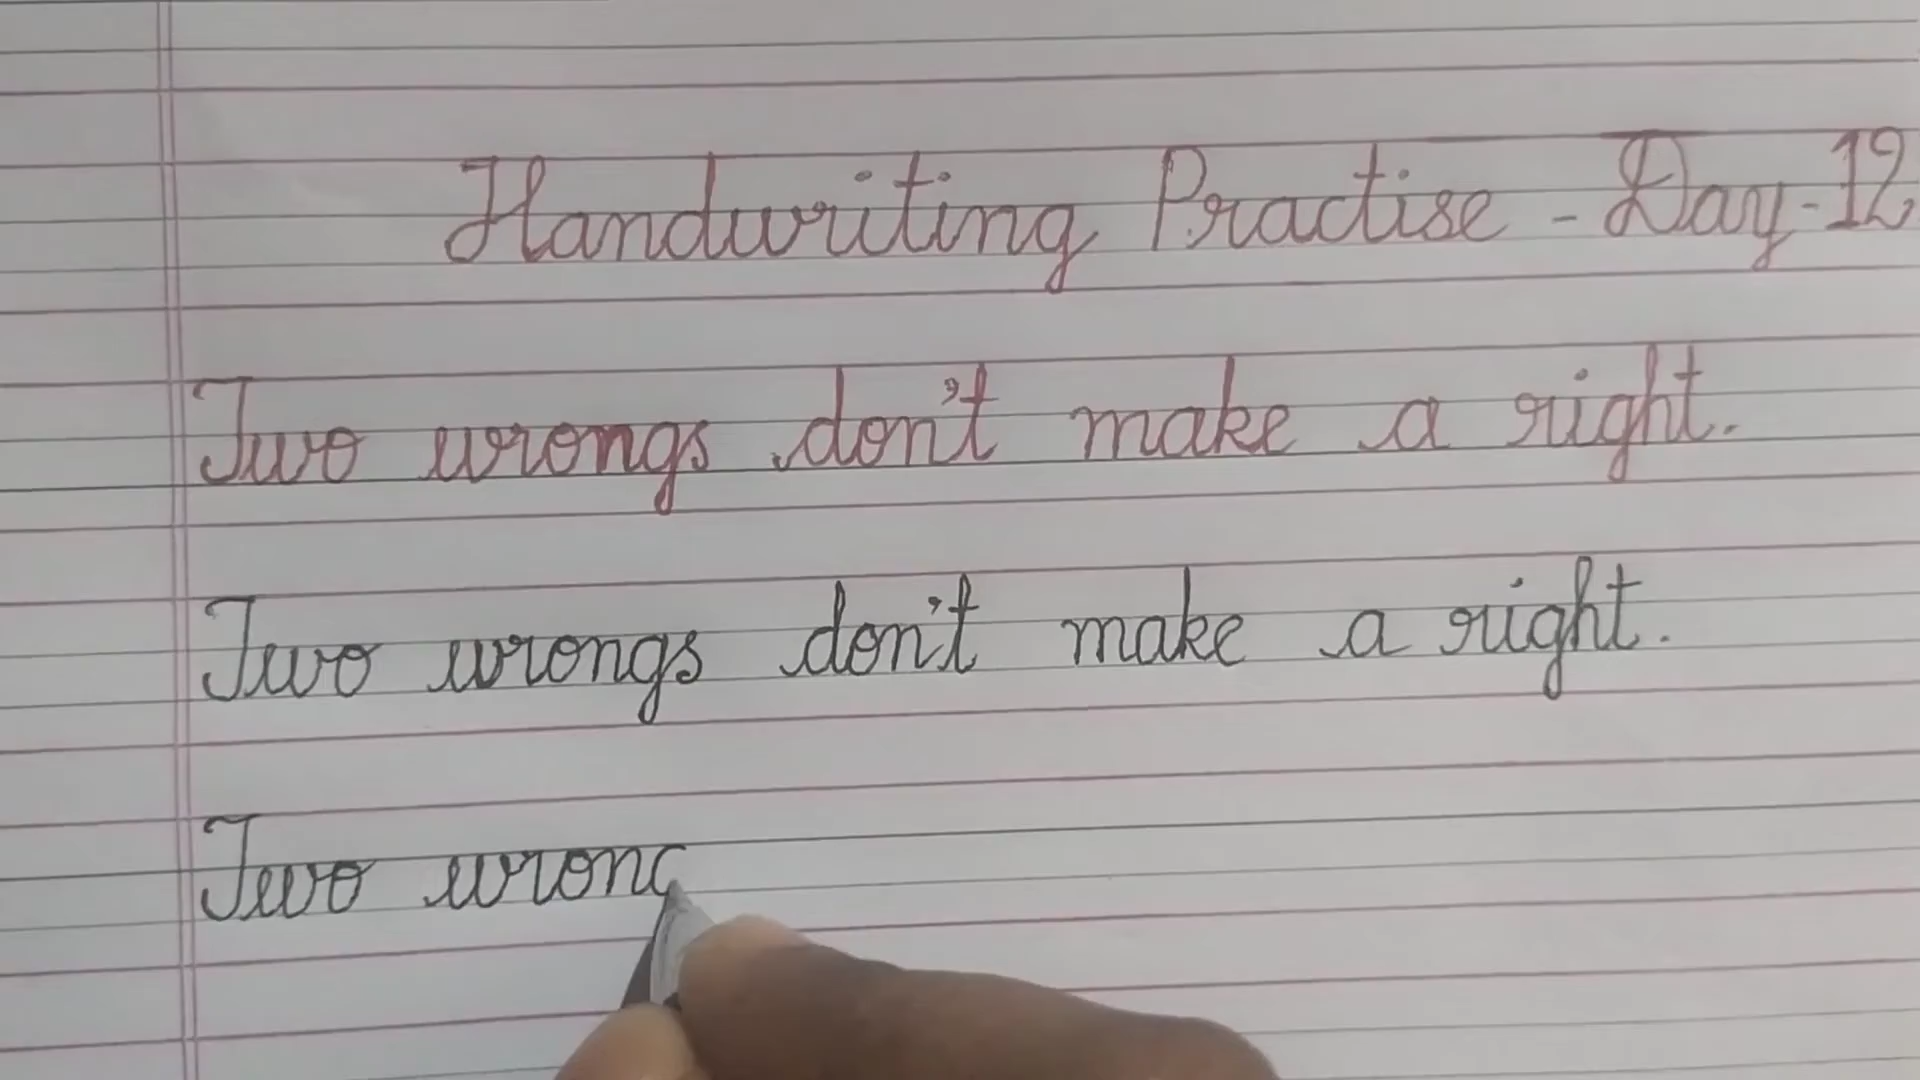 Handwriting Practise - Day-12
Two wrongs don't make a right.
Two wrongs don't make a right.
Two wrong